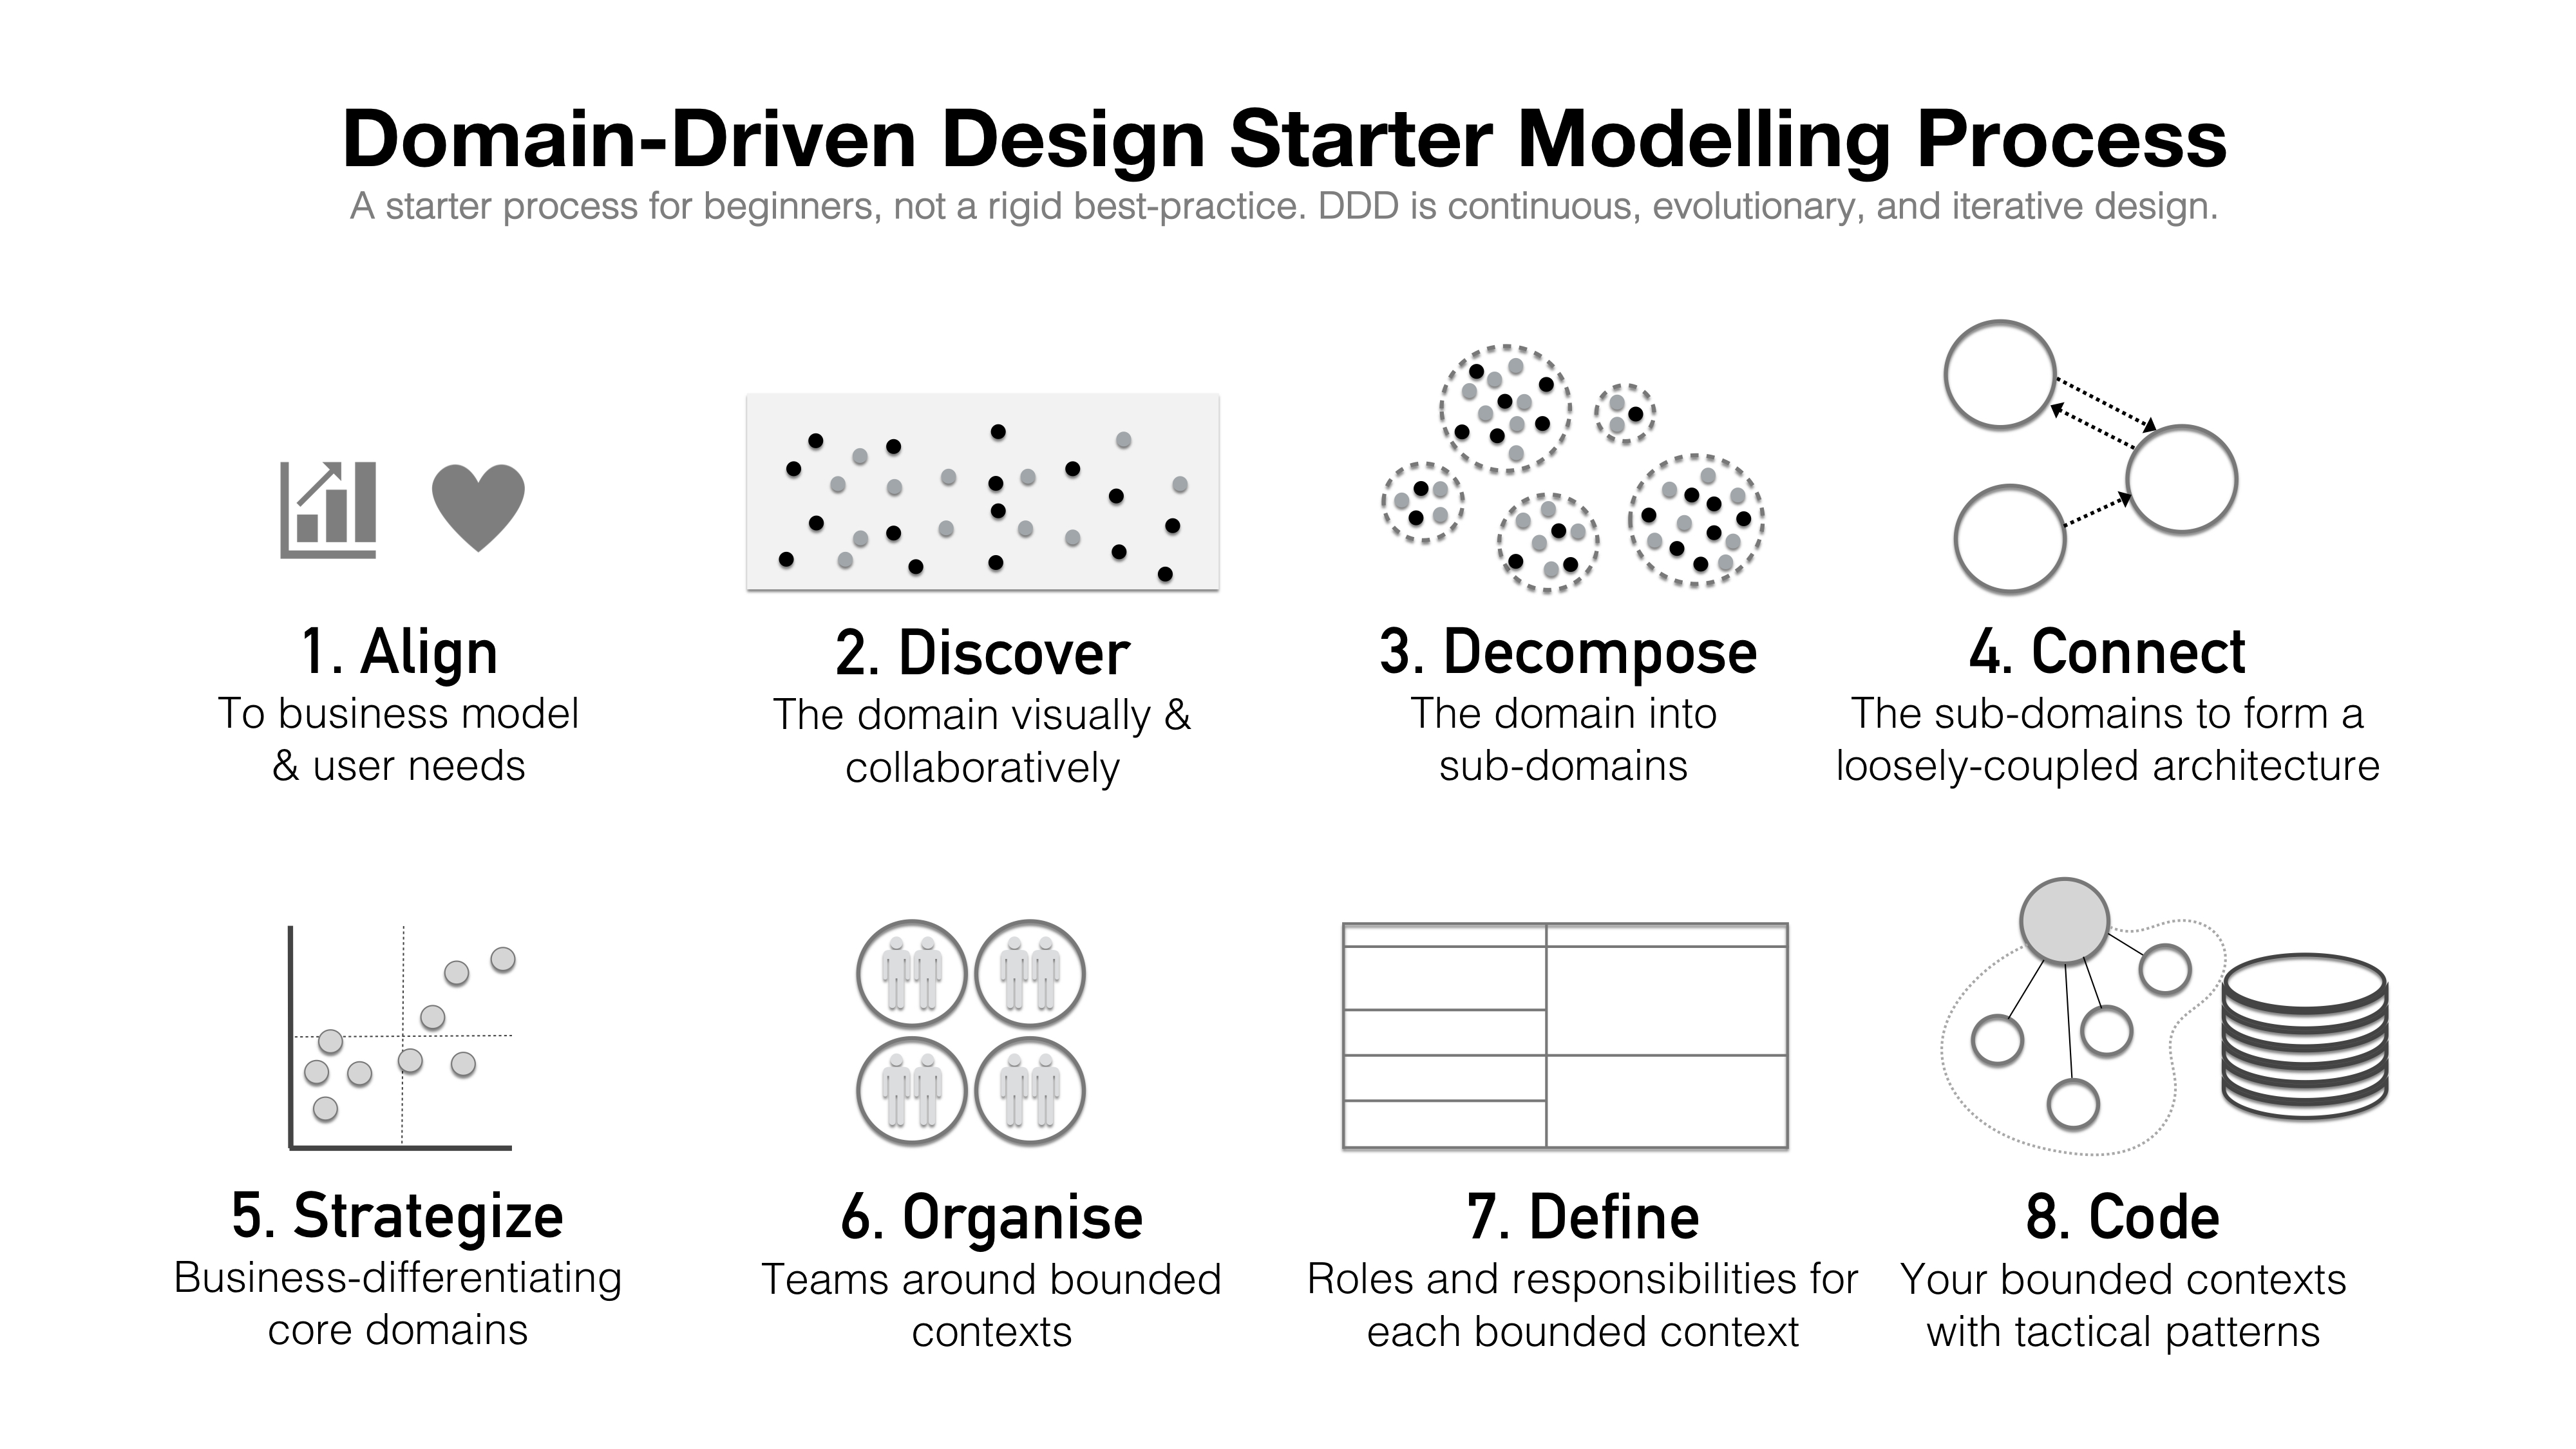 Domain-Driven Design Starter Modelling Process
A starter process for beginners, not a rigid best-practice. DDD is continuous, evolutionary, and iterative design.
1. Align
To business model
& user needs
2. Discover
The domain visually &
collaboratively
3. Decompose
The domain into
sub-domains
4. Connect
The sub-domains to form a
loosely-coupled architecture
5. Strategize
Business-differentiating
core domains
6. Organise
Teams around bounded
contexts
7. Define
Roles and responsibilities for
each bounded context
8. Code
Your bounded contexts
with tactical patterns